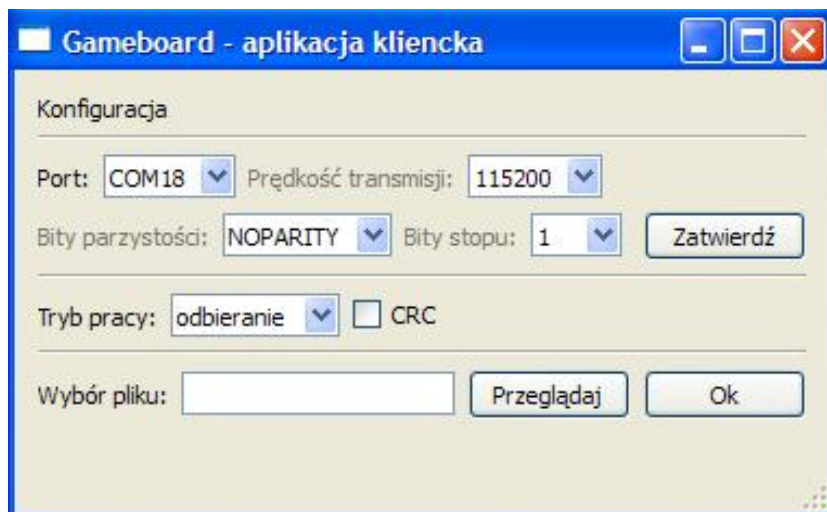 Gameboard - aplikacja kliencka
Konfiguracja
Port: COM18 Prędkość transmisji: 115200
Bity parzystości: NOPARITY Bity stopu: 1 Zatwierdź
Tryb pracy: odbieranie CRC
Wybór pliku: Przeglądaj Ok